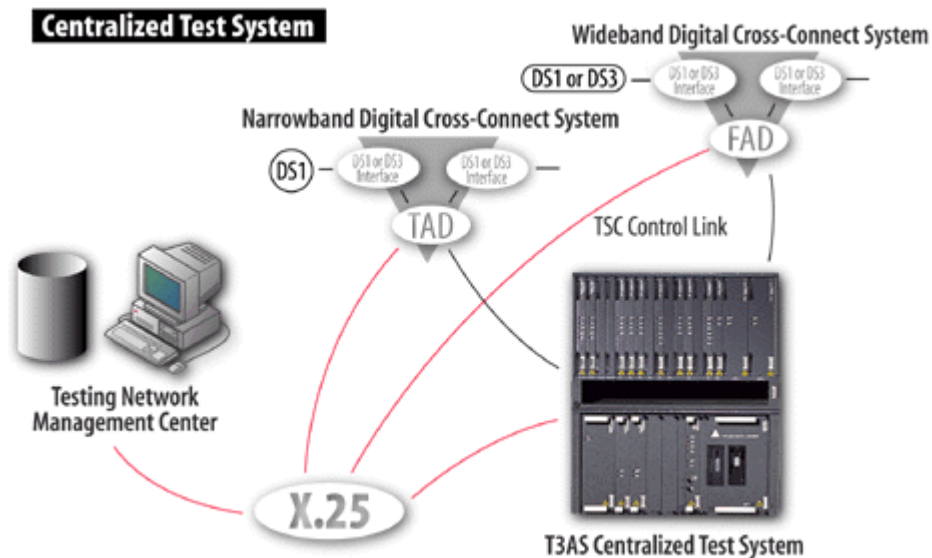 Centralized Test System
Wideband Digital Cross-Connect System
DS1 or DS3
DS1 or DS3
Interface
DS1 or DS3
Interface
FAD
Narrowband Digital Cross-Connect System
DS1
DS1 or DS3
Interface
DS1 or DS3
Interface
TAD
TSC Control Link
Testing Network
Management Center
X.25
T3AS Centralized Test System